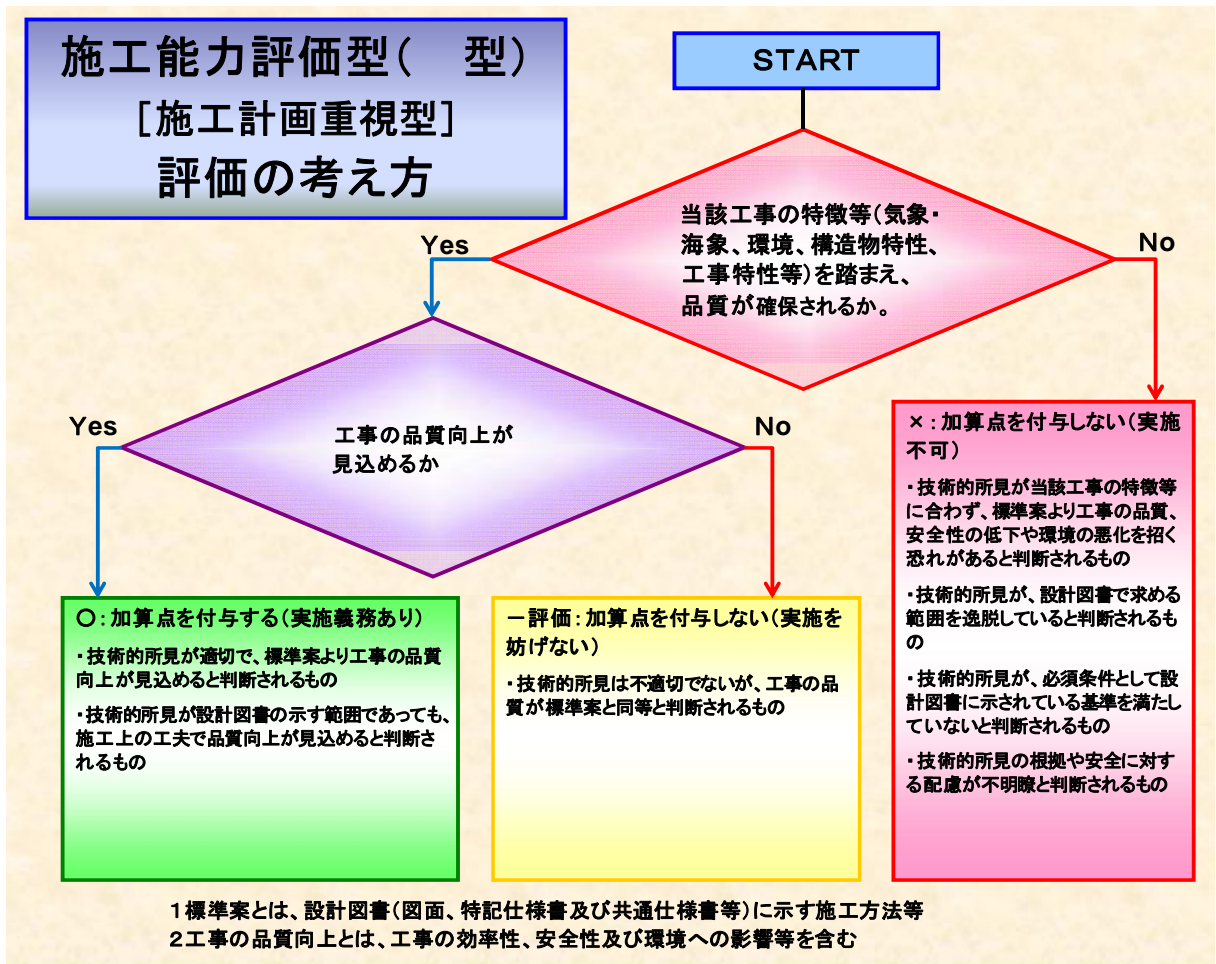 施工能力評価型(　型)
[施工計画重視型]
評価の考え方
START
当該工事の特徴等(気象・
海象、環境、構造物特性、
工事特性等)を踏まえ、
品質が確保されるか。
Yes
No
工事の品質向上が
見込めるか
Yes
No
○:加算点を付与する(実施義務あり)
・技術的所見が適切で、標準案より工事の品質
向上が見込めると判断されるもの
・技術的所見が設計図書の示す範囲であっても、
施工上の工夫で品質向上が見込めると判断さ
れるもの
－評価:加算点を付与しない(実施を
妨げない)
・技術的所見は不適切でないが、工事の品
質が標準案と同等と判断されるもの
×:加算点を付与しない(実施
不可)
・技術的所見が当該工事の特徴等
に合わず、標準案より工事の品質、
安全性の低下や環境の悪化を招く
恐れがあると判断されるもの
・技術的所見が、設計図書で求める
範囲を逸脱していると判断されるも
の
・技術的所見が、必須条件として設
計図書に示されている基準を満たし
ていないと判断されるもの
・技術的所見の根拠や安全に対す
る配慮が不明瞭と判断されるもの
1標準案とは、設計図書(図面、特記仕様書及び共通仕様書等)に示す施工方法等
2工事の品質向上とは、工事の効率性、安全性及び環境への影響等を含む